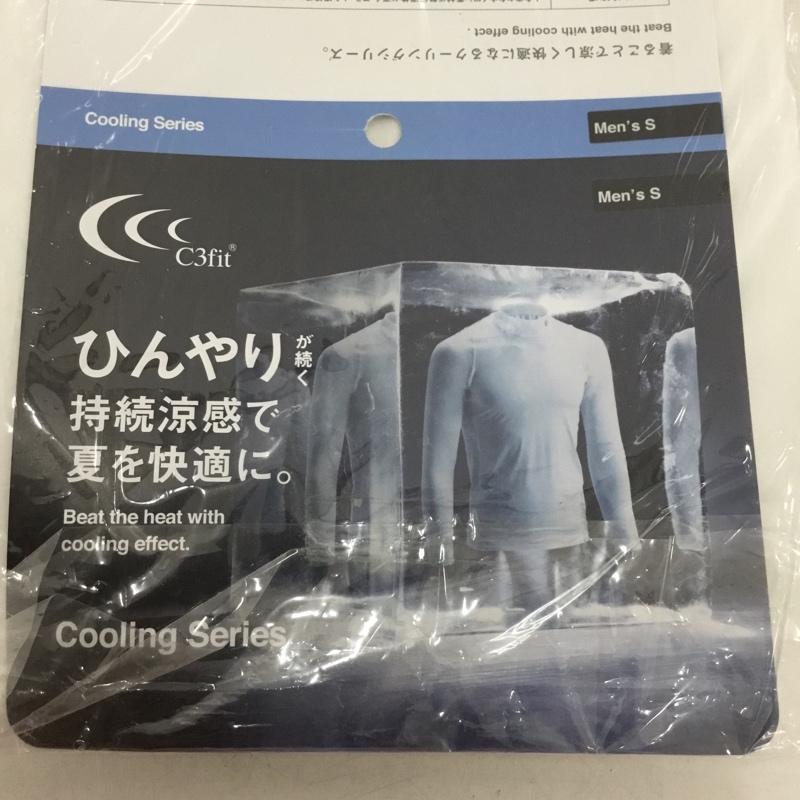 Beat the heat with cooling effect.
着ることで涼しく快適になるクーリングシリーズ。
Cooling Series
Men's S
Men's S
C3fit®
ひんやりが続く
持続涼感で
夏を快適に。
Beat the heat with
cooling effect.
Cooling Series